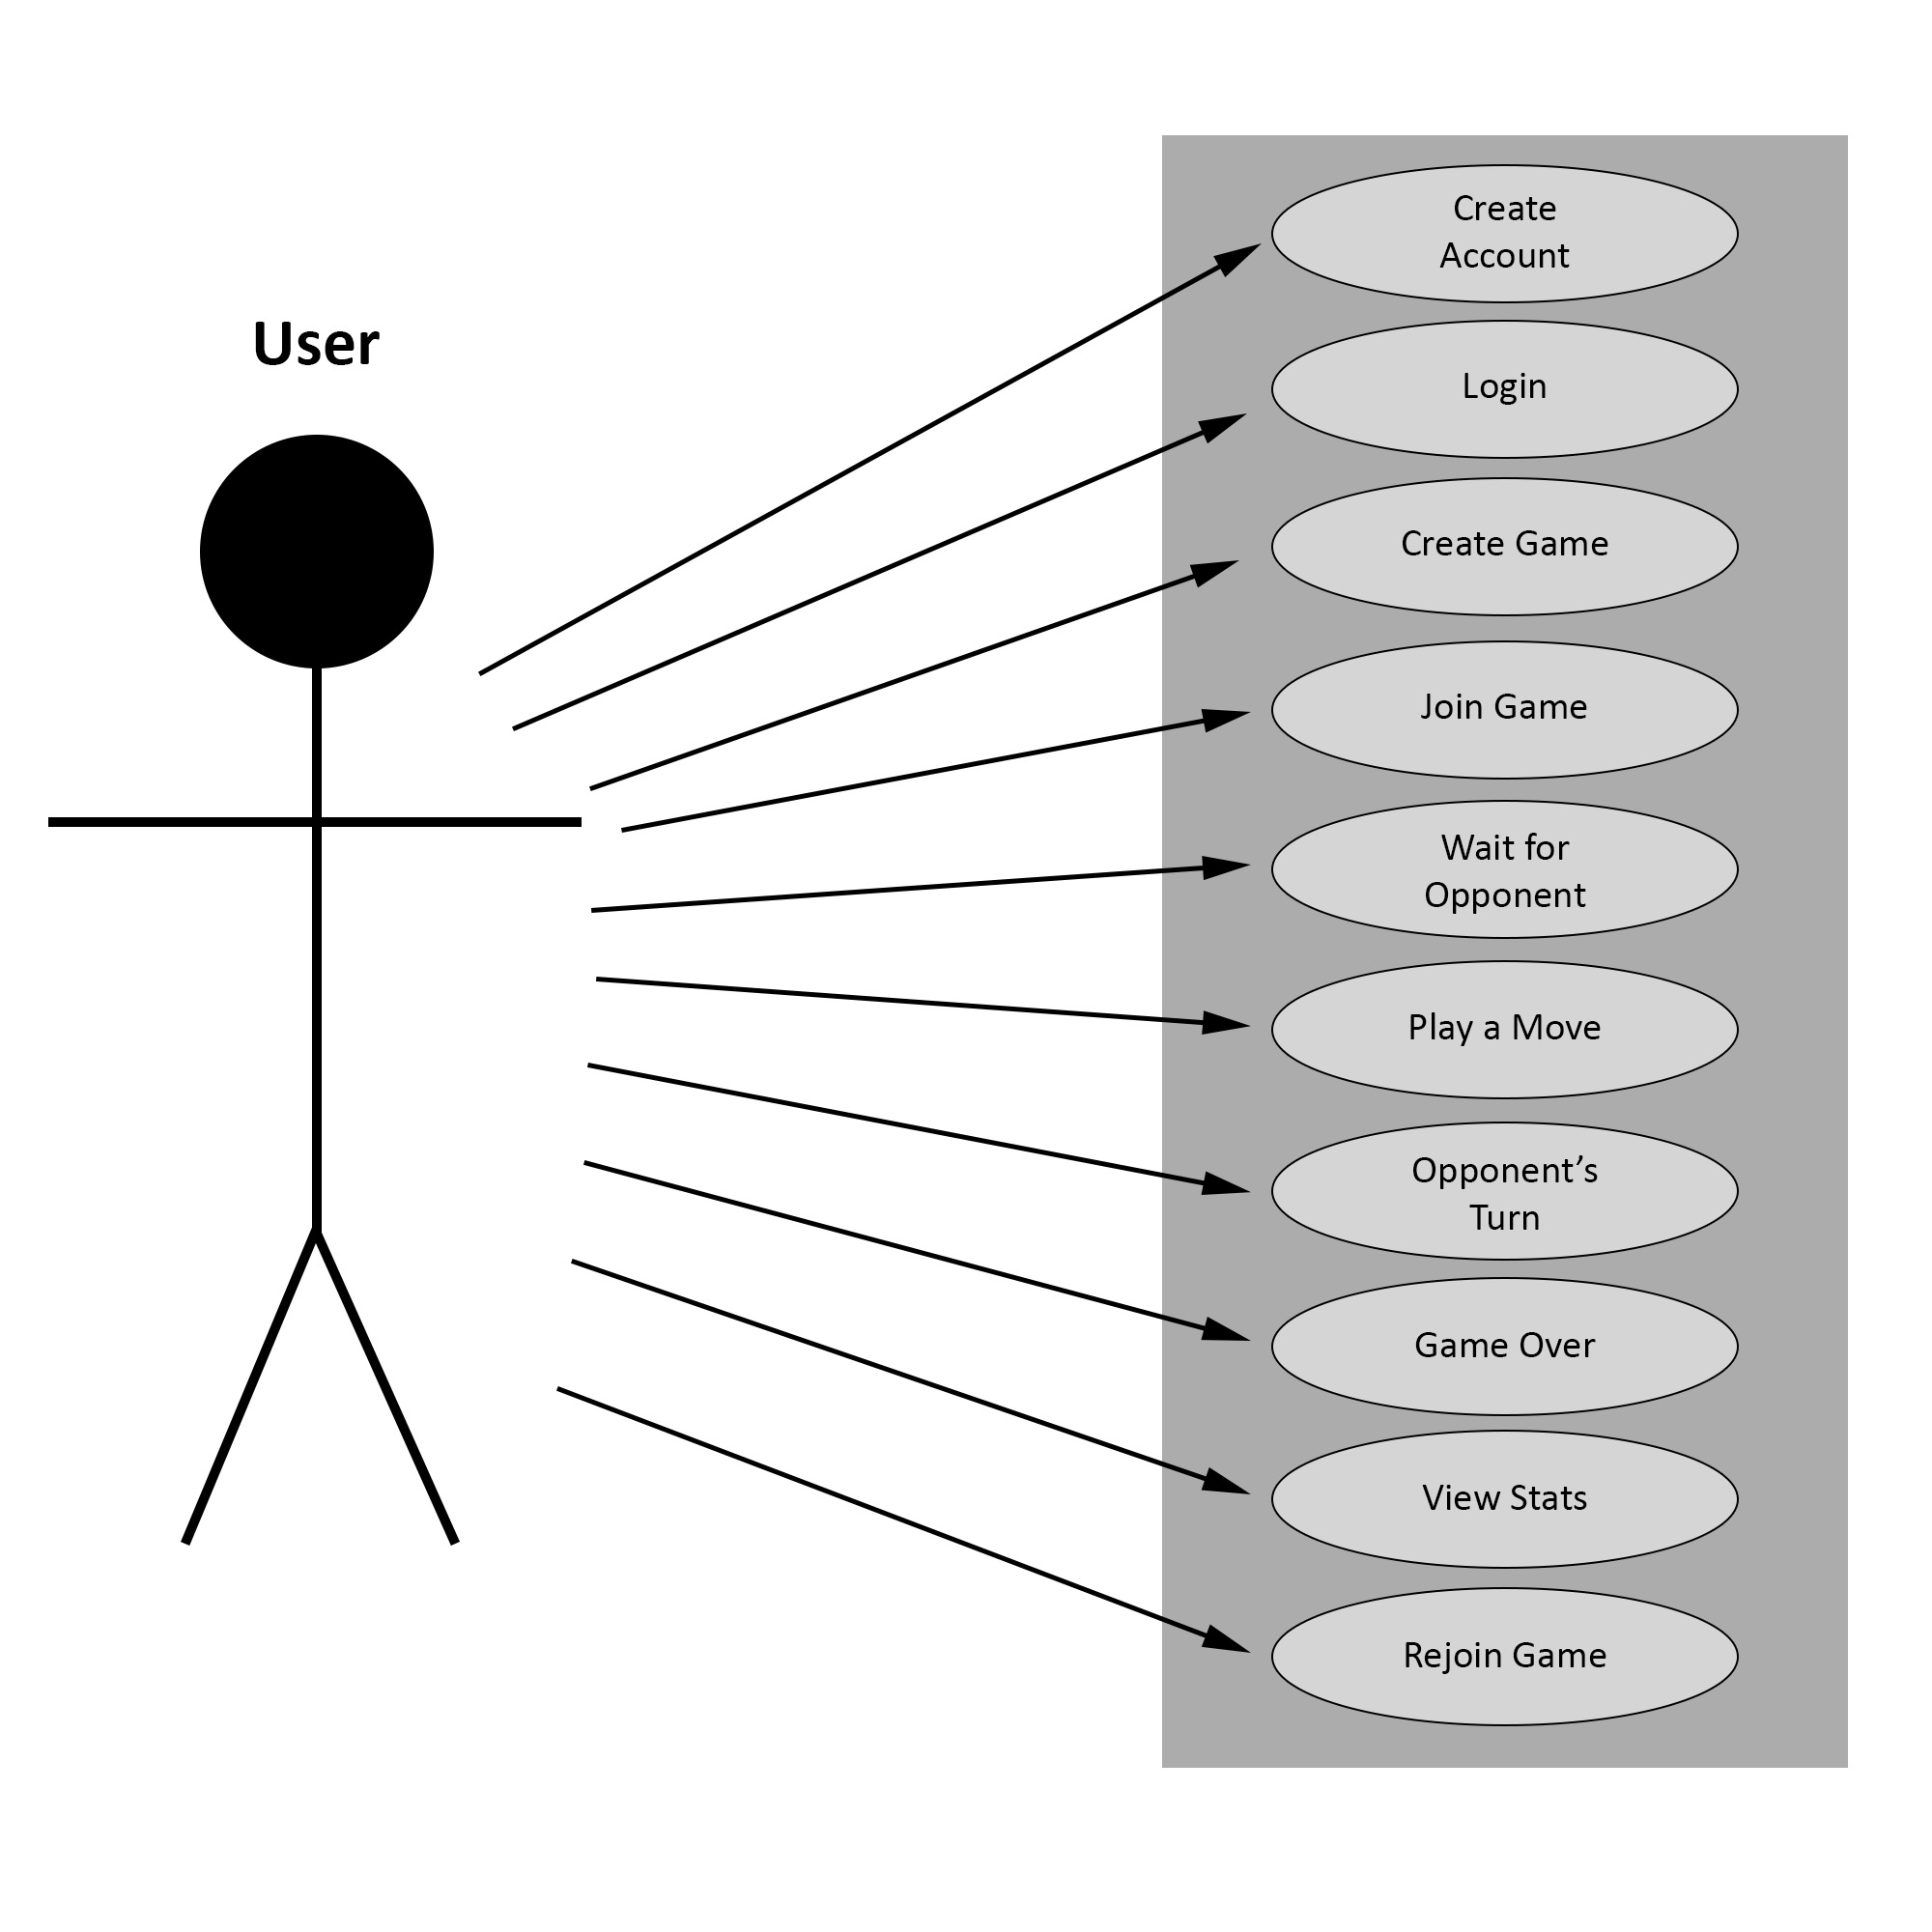 User
Create
Account
Login
Create Game
Join Game
Wait for
Opponent
Play a Move
Opponent’s
Turn
Game Over
View Stats
Rejoin Game